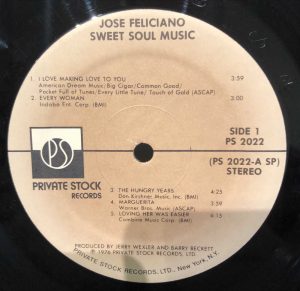 JOSE FELICIANO
SWEET SOUL MUSIC
1. I LOVE MAKING LOVE TO YOU 3:59
American Dream Music/Big Cigar/Common Good/
Pocket Full of Tunes/Every Little Tune/Touch of Gold (ASCAP)
2. EVERY WOMAN 3:00
Indaba Ent. Corp. (BMI)
SIDE 1
PS 2022
PS
(PS 2022-A SP)
STEREO
PRIVATE STOCK
RECORDS
3. THE HUNGRY YEARS 4:25
Don Kirshner Music, Inc. (BMI)
4. MARGUERITA 3:59
Warner Bros. Music (ASCAP)
5. LOVING HER WAS EASIER 6:15
Combine Music Corp. (BMI)
PRODUCED BY JERRY WEXLER AND BARRY BECKETT
℗ 1976 PRIVATE STOCK RECORDS, LTD.
PRIVATE STOCK RECORDS, LTD., New York, N.Y.